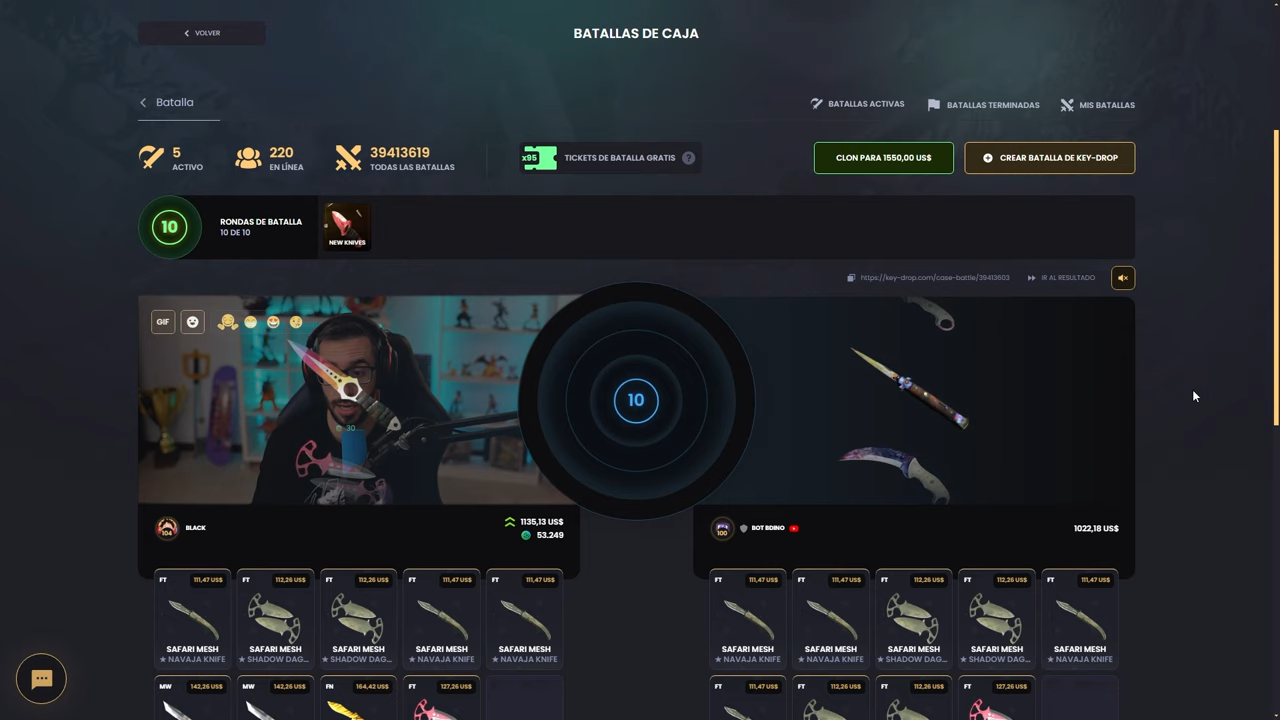 VOLVER
BATALLAS DE CAJA
Batalla
BATALLAS ACTIVAS
BATALLAS TERMINADAS
MIS BATALLAS
5
ACTIVO
220
EN LÍNEA
39413619
TODAS LAS BATALLAS
x95
TICKETS DE BATALLA GRATIS
?
CLON PARA 1550,00 US$
CREAR BATALLA DE KEY-DROP
10
RONDAS DE BATALLA
10 DE 10
NEW KNIVES
https://key-drop.com/case-battle/39413603
IR AL RESULTADO
GIF
30
10
104
BLACK
1135,13 US$
53.249
100
BOT BDINO
1022,18 US$
FT 111,47 US$
FT 112,26 US$
FT 112,26 US$
FT 111,47 US$
FT 111,47 US$
SAFARI MESH
★ NAVAJA KNIFE
SAFARI MESH
★ SHADOW DAG...
SAFARI MESH
★ SHADOW DAG...
SAFARI MESH
★ NAVAJA KNIFE
SAFARI MESH
★ NAVAJA KNIFE
FT 111,47 US$
FT 111,47 US$
FT 112,26 US$
FT 112,26 US$
FT 111,47 US$
SAFARI MESH
★ NAVAJA KNIFE
SAFARI MESH
★ NAVAJA KNIFE
SAFARI MESH
★ SHADOW DAG...
SAFARI MESH
★ SHADOW DAG...
SAFARI MESH
★ NAVAJA KNIFE
MW 142,26 US$
MW 142,26 US$
FN 164,42 US$
FT 127,26 US$
FT 111,47 US$
FT 112,26 US$
FT 112,26 US$
FT 127,26 US$